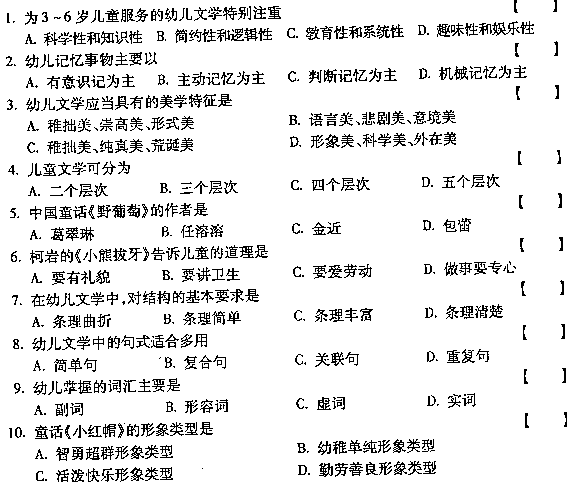 1. 为3~6岁儿童服务的幼儿文学特别注重 【 】
A. 科学性和知识性 B. 简约性和逻辑性 C. 教育性和系统性 D. 趣味性和娱乐性
2. 幼儿记忆事物主要以 【 】
A. 有意识记为主 B. 主动记忆为主 C. 判断记忆为主 D. 机械记忆为主
3. 幼儿文学应当具有的美学特征是 【 】
A. 稚拙美、崇高美、形式美 B. 语言美、悲剧美、意境美
C. 稚拙美、纯真美、荒诞美 D. 形象美、科学美、外在美
4. 儿童文学可分为 【 】
A. 二个层次 B. 三个层次 C. 四个层次 D. 五个层次
5. 中国童话《野葡萄》的作者是 【 】
A. 葛翠琳 B. 任溶溶 C. 金近 D. 包蕾
6. 柯岩的《小熊拔牙》告诉儿童的道理是 【 】
A. 要有礼貌 B. 要讲卫生 C. 要爱劳动 D. 做事要专心
7. 在幼儿文学中,对结构的基本要求是 【 】
A. 条理曲折 B. 条理简单 C. 条理丰富 D. 条理清楚
8. 幼儿文学中的句式适合多用 【 】
A. 简单句 B. 复合句 C. 关联句 D. 重复句
9. 幼儿掌握的词汇主要是 【 】
A. 副词 B. 形容词 C. 虚词 D. 实词
10. 童话《小红帽》的形象类型是 【 】
A. 智勇超群形象类型 B. 幼稚单纯形象类型
C. 活泼快乐形象类型 D. 勤劳善良形象类型